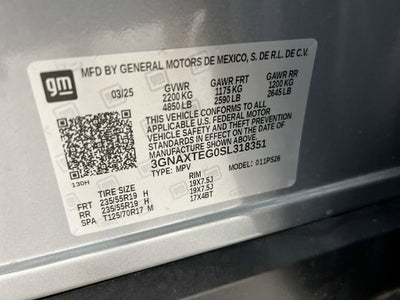 gm
MFD BY GENERAL MOTORS DE MEXICO, S. DE R.L. DE C.V.
03/25 GVWR GAWR FRT GAWR RR
2200 KG 1175 KG 1200 KG
4850 LB 2590 LB 2645 LB
THIS VEHICLE CONFORMS TO ALL
APPLICABLE U.S. FEDERAL MOTOR
VEHICLE SAFETY AND THEFT
PREVENTION STANDARDS IN EFFECT
ON THE DATE OF MANUFACTURE
SHOWN ABOVE.
3GNAXTEG0SL318351
130H TYPE: MPV MODEL: 011PS26
TIRE SIZE RIM
FRT 235/55R19 H 19X7.5J
RR 235/55R19 H 19X7.5J
SPA T125/70R17 M 17X4BT